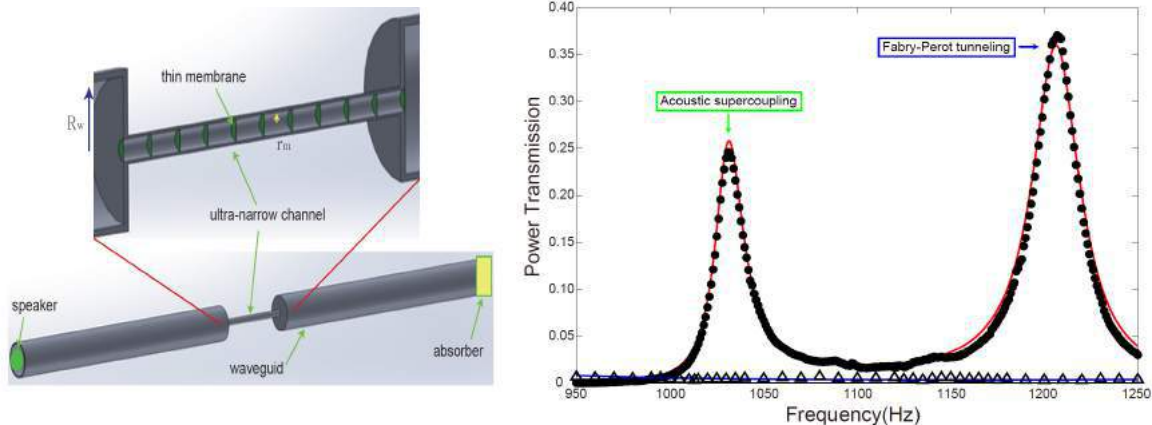 thin membrane
R_w
r_m
ultra-narrow channel
speaker
waveguid
absorber
Fabry-Perot tunneling
Acoustic supercoupling
Power Transmission
0.40
0.35
0.30
0.25
0.20
0.15
0.10
0.05
0
950 1000 1050 1100 1150 1200 1250
Frequency(Hz)